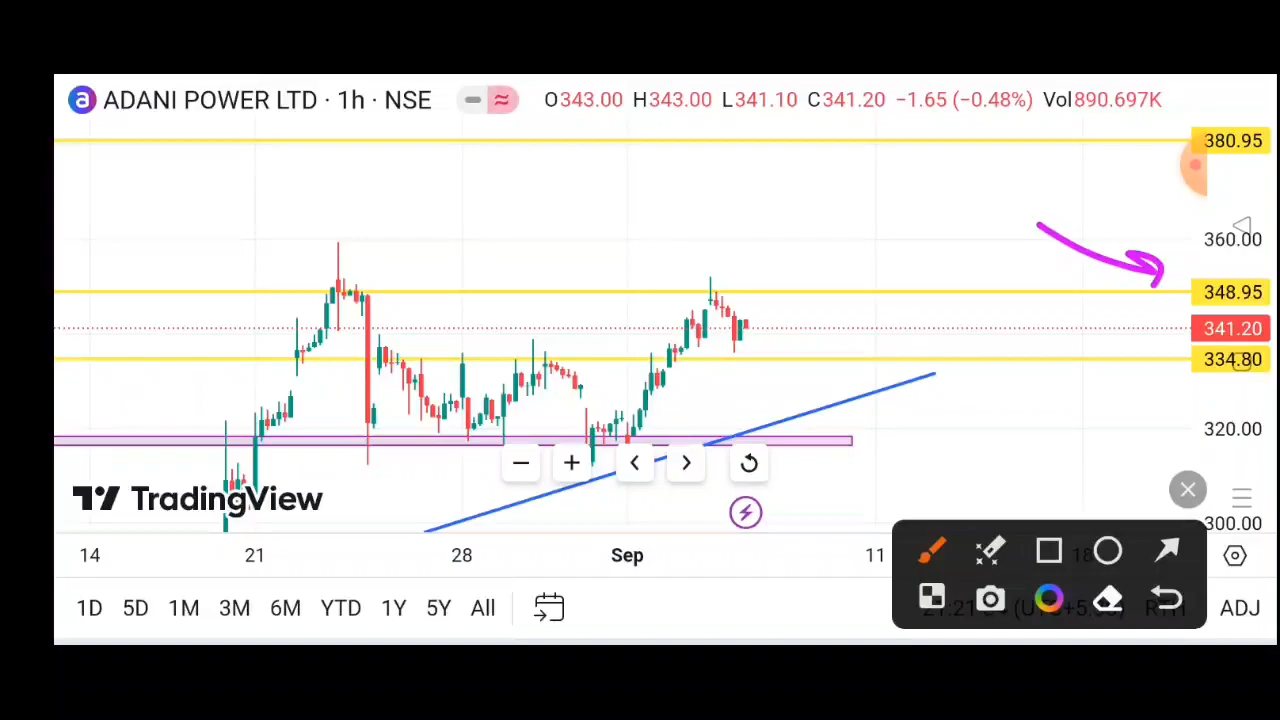 a ADANI POWER LTD · 1h · NSE O343.00 H343.00 L341.10 C341.20 −1.65 (−0.48%) Vol890.697K
380.95
360.00
348.95
341.20
334.80
320.00
TradingView
300.00
14 21 28 Sep 11 18
1D 5D 1M 3M 6M YTD 1Y 5Y All RTH ADJ